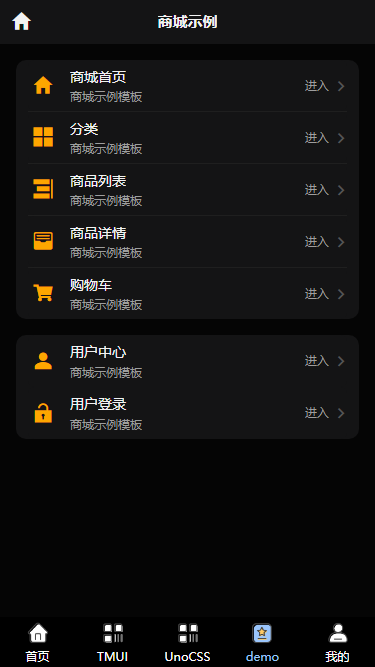 商城示例
商城首页
商城示例模板
进入
分类
商城示例模板
进入
商品列表
商城示例模板
进入
商品详情
商城示例模板
进入
购物车
商城示例模板
进入
用户中心
商城示例模板
进入
用户登录
商城示例模板
进入
首页
TMUI
UnoCSS
demo
我的